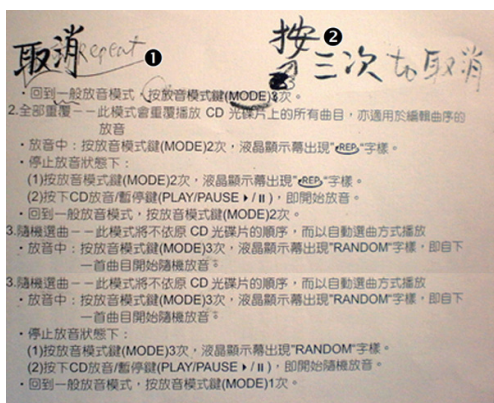 取消 Repeat ❶
按 ❷
三次 to 取消
・回到一般放音模式，按放音模式鍵(MODE)3次。
2.全部重覆－－此模式會重覆播放 CD 光碟片上的所有曲目，亦適用於編輯曲序的
放音
・放音中：按放音模式鍵(MODE)2次，液晶顯示幕出現"REP"字樣。
・停止放音狀態下：
(1)按放音模式鍵(MODE)2次，液晶顯示幕出現"REP"字樣。
(2)按下CD放音/暫停鍵(PLAY/PAUSE ▶/⏸)，即開始放音。
・回到一般放音模式，按放音模式鍵(MODE)2次。
3.隨機選曲－－此模式將不依原 CD 光碟片的順序，而以自動選曲方式播放
・放音中：按放音模式鍵(MODE)3次，液晶顯示幕出現"RANDOM"字樣，即自下
一首曲目開始隨機放音。
3.隨機選曲－－此模式將不依原 CD 光碟片的順序，而以自動選曲方式播放
・放音中：按放音模式鍵(MODE)3次，液晶顯示幕出現"RANDOM"字樣，即自下
一首曲目開始隨機放音。
・停止放音狀態下：
(1)按放音模式鍵(MODE)3次，液晶顯示幕出現"RANDOM"字樣。
(2)按下CD放音/暫停鍵(PLAY/PAUSE ▶/⏸)，即開始隨機放音。
・回到一般放音模式，按放音模式鍵(MODE)1次。